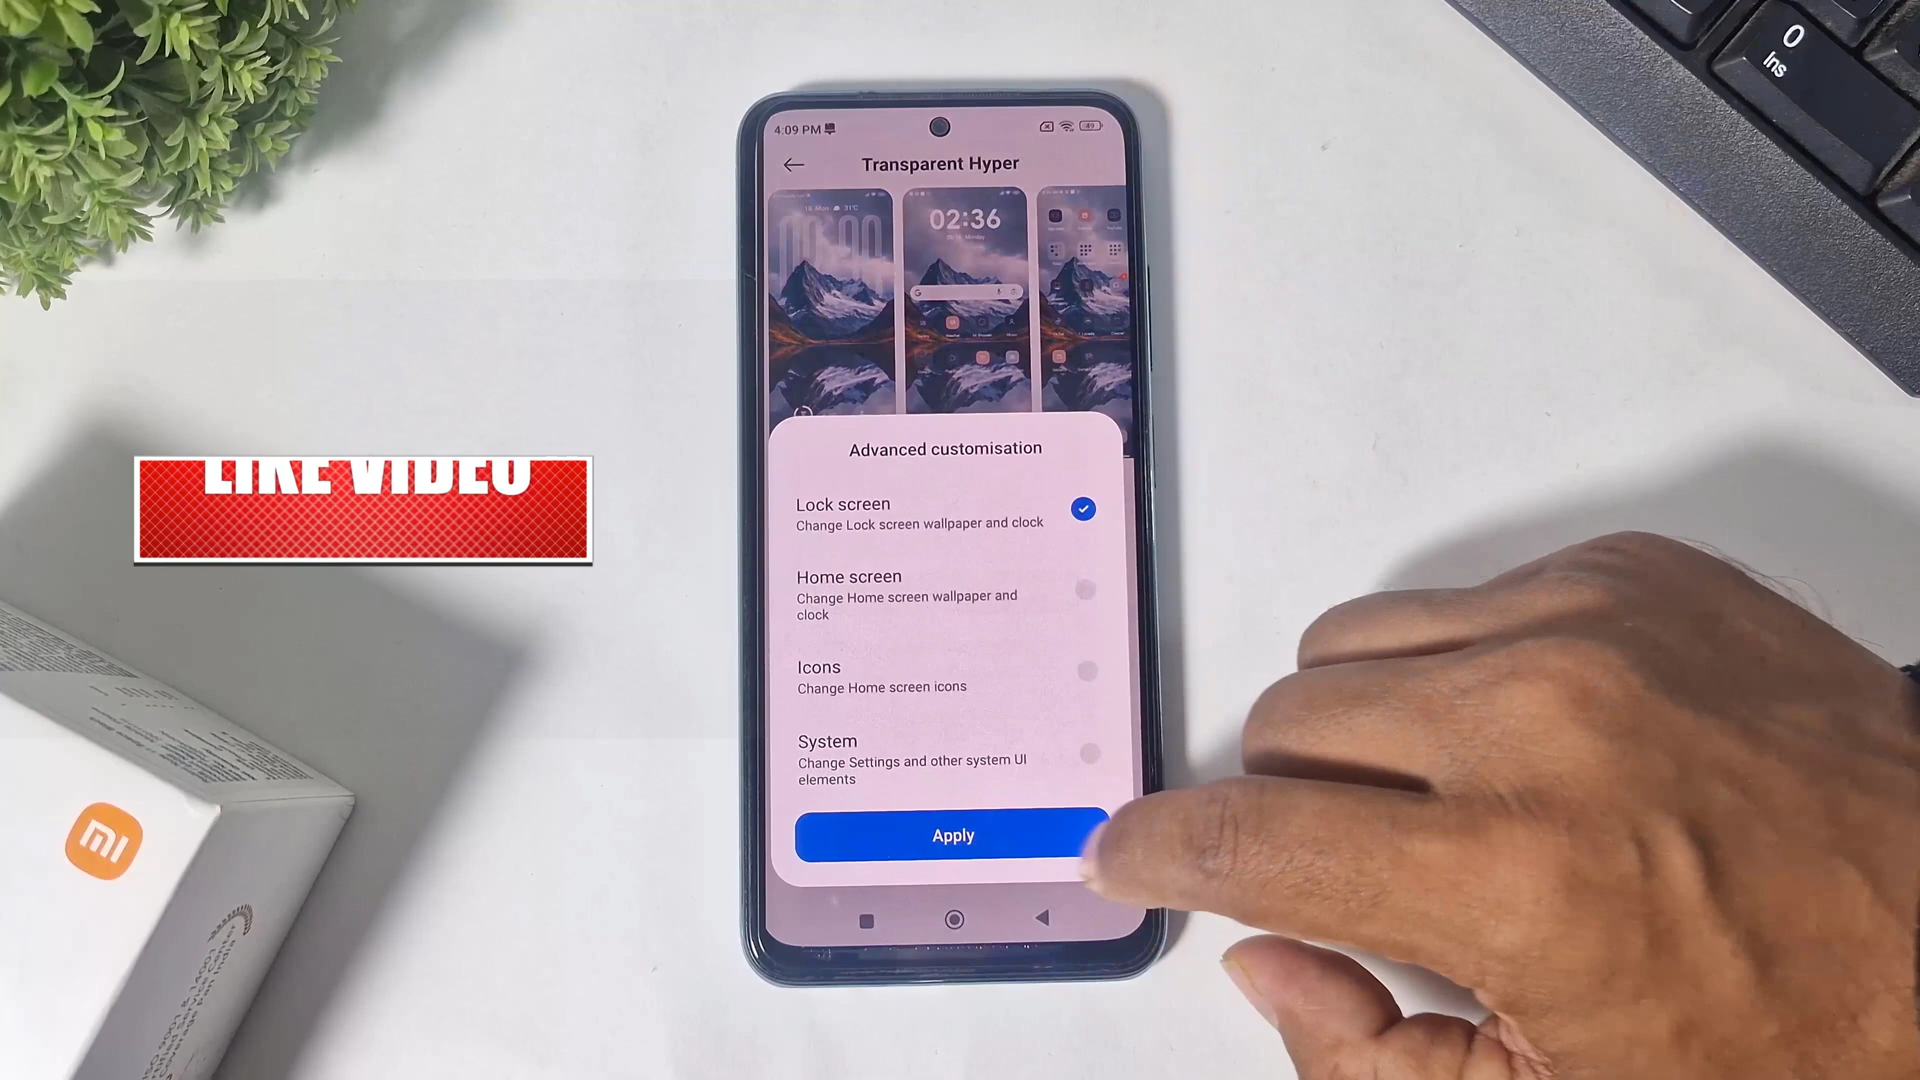 0
Ins
4:09 PM
Transparent Hyper
31°C
02:36
LIKE VIDEO
Advanced customisation
Lock screen
Change Lock screen wallpaper and clock
Home screen
Change Home screen wallpaper and
clock
Icons
Change Home screen icons
System
Change Settings and other system UI
elements
Apply
mi